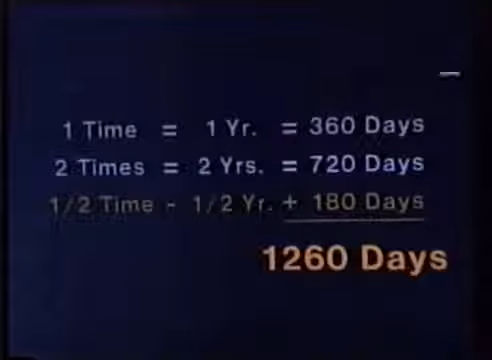 1 Time = 1 Yr. = 360 Days
2 Times = 2 Yrs. = 720 Days
1/2 Time - 1/2 Yr. + 180 Days
1260 Days